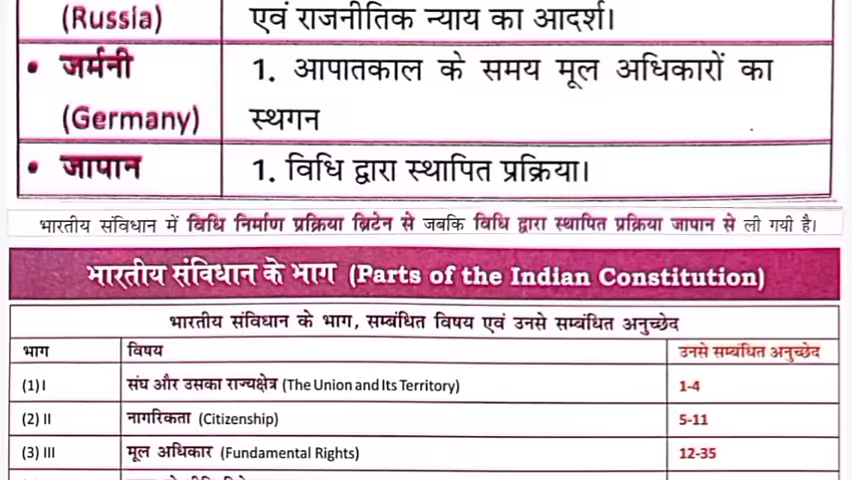 (Russia) एवं राजनीतिक न्याय का आदर्श।
• जर्मनी 1. आपातकाल के समय मूल अधिकारों का
(Germany) स्थगन
• जापान 1. विधि द्वारा स्थापित प्रक्रिया।
भारतीय संविधान में विधि निर्माण प्रक्रिया ब्रिटेन से जबकि विधि द्वारा स्थापित प्रक्रिया जापान से ली गयी है।
भारतीय संविधान के भाग (Parts of the Indian Constitution)
भारतीय संविधान के भाग, सम्बंधित विषय एवं उनसे सम्बंधित अनुच्छेद
भाग विषय उनसे सम्बंधित अनुच्छेद
(1) I संघ और उसका राज्यक्षेत्र (The Union and Its Territory) 1-4
(2) II नागरिकता (Citizenship) 5-11
(3) III मूल अधिकार (Fundamental Rights) 12-35